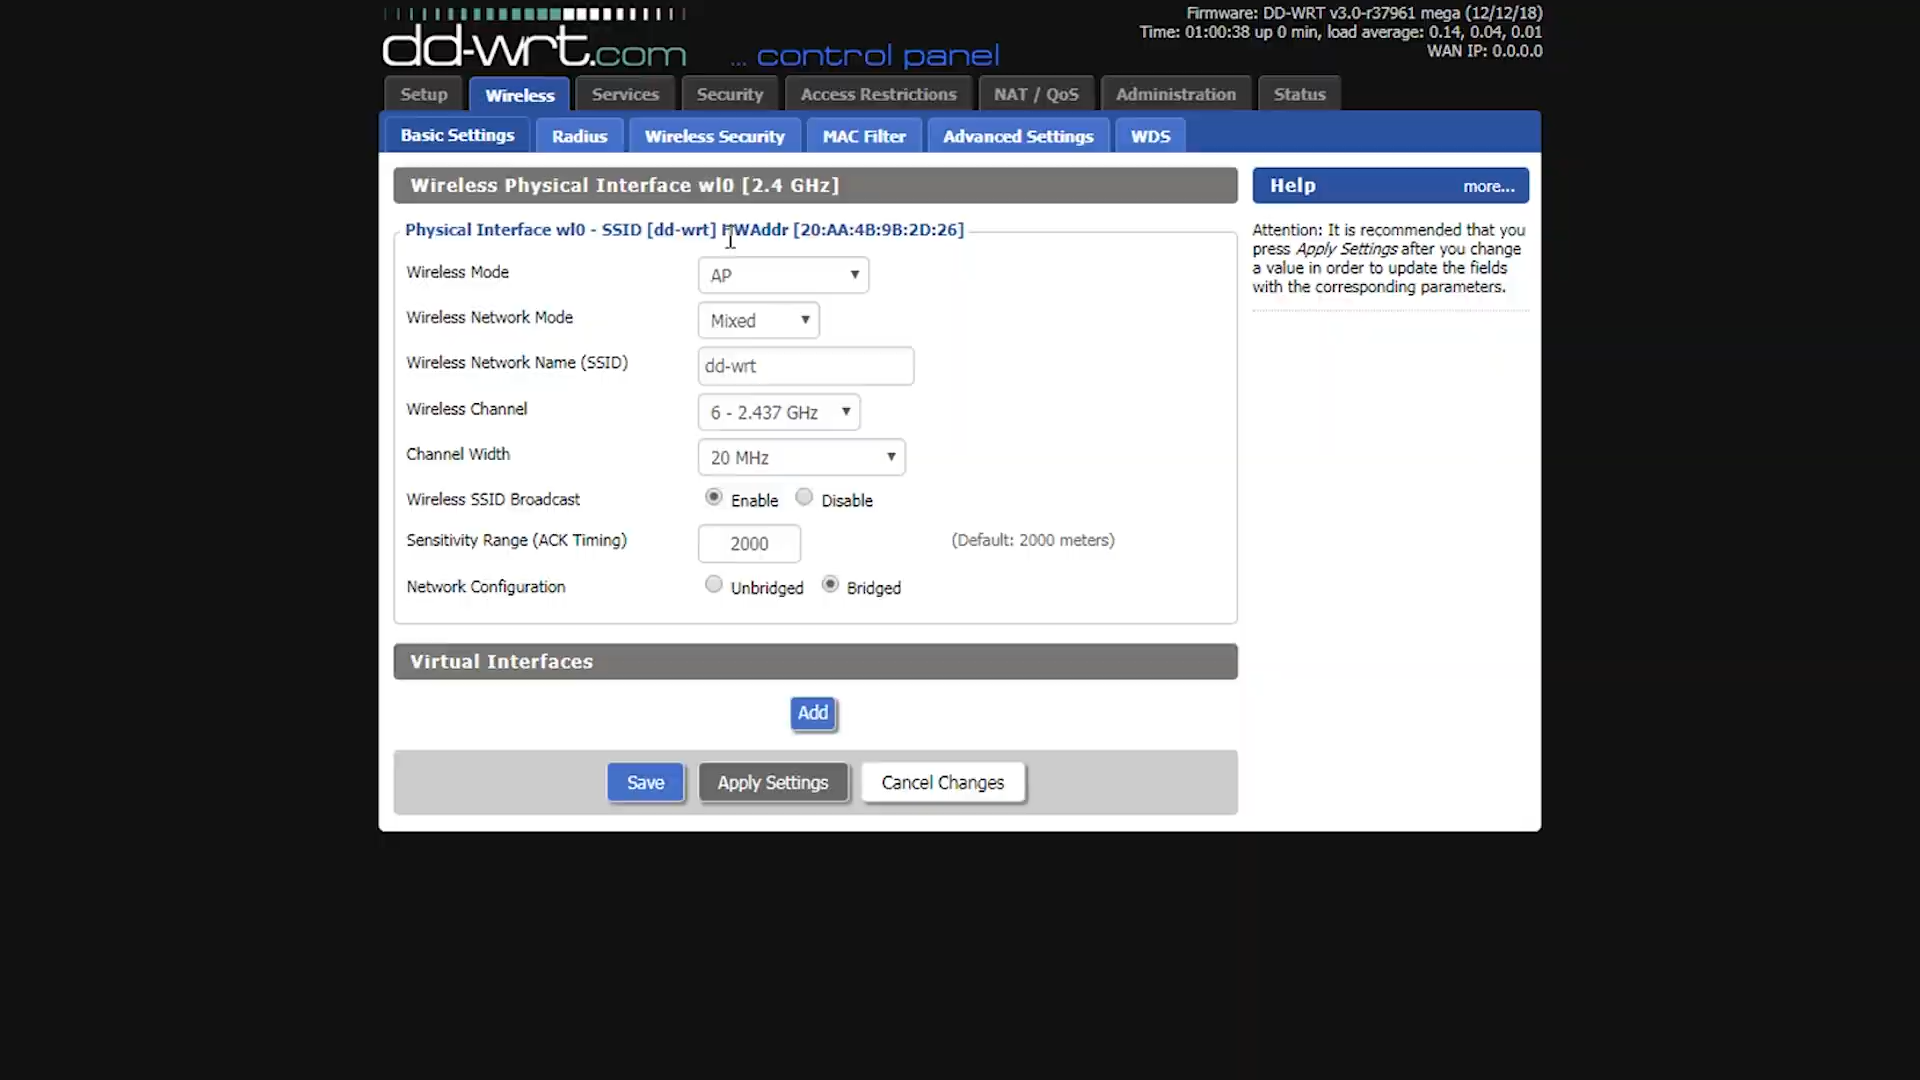 Firmware: DD-WRT v3.0-r37961 mega (12/12/18)
Time: 01:00:38 up 0 min, load average: 0.14, 0.04, 0.01
WAN IP: 0.0.0.0
dd-wrt.com ... control panel
Setup Wireless Services Security Access Restrictions NAT / QoS Administration Status
Basic Settings Radius Wireless Security MAC Filter Advanced Settings WDS
Wireless Physical Interface wl0 [2.4 GHz]
Physical Interface wl0 - SSID [dd-wrt] HWAddr [20:AA:4B:9B:2D:26]
Wireless Mode AP
Wireless Network Mode Mixed
Wireless Network Name (SSID) dd-wrt
Wireless Channel 6 - 2.437 GHz
Channel Width 20 MHz
Wireless SSID Broadcast Enable Disable
Sensitivity Range (ACK Timing) 2000 (Default: 2000 meters)
Network Configuration Unbridged Bridged
Virtual Interfaces
Add
Save Apply Settings Cancel Changes
Help more...
Attention: It is recommended that you
press Apply Settings after you change
a value in order to update the fields
with the corresponding parameters.